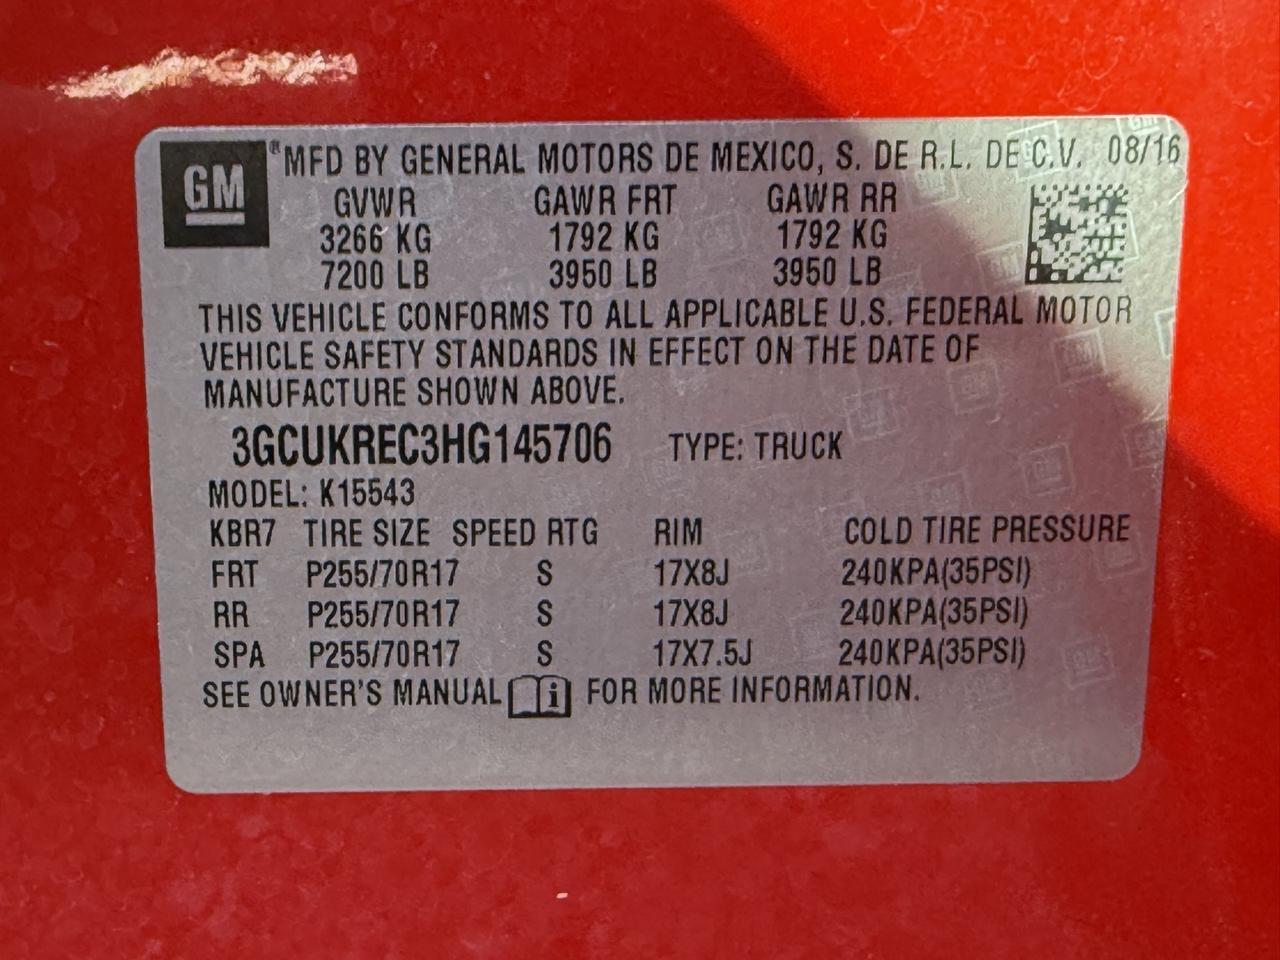 GM ® MFD BY GENERAL MOTORS DE MEXICO, S. DE R.L. DE C.V. 08/16
GVWR GAWR FRT GAWR RR
3266 KG 1792 KG 1792 KG
7200 LB 3950 LB 3950 LB
THIS VEHICLE CONFORMS TO ALL APPLICABLE U.S. FEDERAL MOTOR
VEHICLE SAFETY STANDARDS IN EFFECT ON THE DATE OF
MANUFACTURE SHOWN ABOVE.
3GCUKREC3HG145706 TYPE: TRUCK
MODEL: K15543
KBR7 TIRE SIZE SPEED RTG RIM COLD TIRE PRESSURE
FRT P255/70R17 S 17X8J 240KPA(35PSI)
RR P255/70R17 S 17X8J 240KPA(35PSI)
SPA P255/70R17 S 17X7.5J 240KPA(35PSI)
SEE OWNER'S MANUAL i FOR MORE INFORMATION.